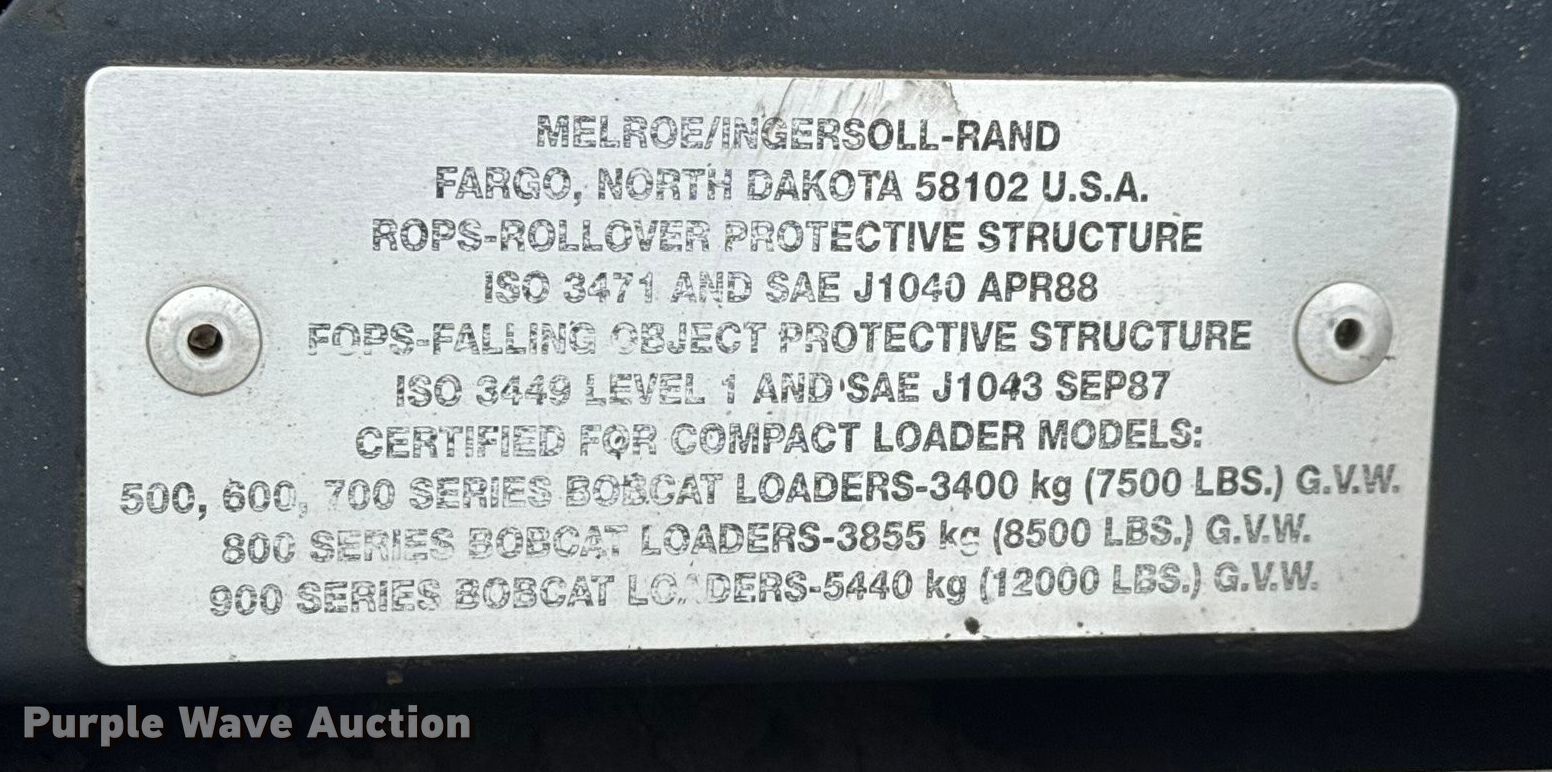 MELROE/INGERSOLL-RAND
FARGO, NORTH DAKOTA 58102 U.S.A.
ROPS-ROLLOVER PROTECTIVE STRUCTURE
ISO 3471 AND SAE J1040 APR88
FOPS-FALLING OBJECT PROTECTIVE STRUCTURE
ISO 3449 LEVEL 1 AND SAE J1043 SEP87
CERTIFIED FOR COMPACT LOADER MODELS:
500, 600, 700 SERIES BOBCAT LOADERS-3400 kg (7500 LBS.) G.V.W.
800 SERIES BOBCAT LOADERS-3855 kg (8500 LBS.) G.V.W.
900 SERIES BOBCAT LOADERS-5440 kg (12000 LBS.) G.V.W.
Purple Wave Auction